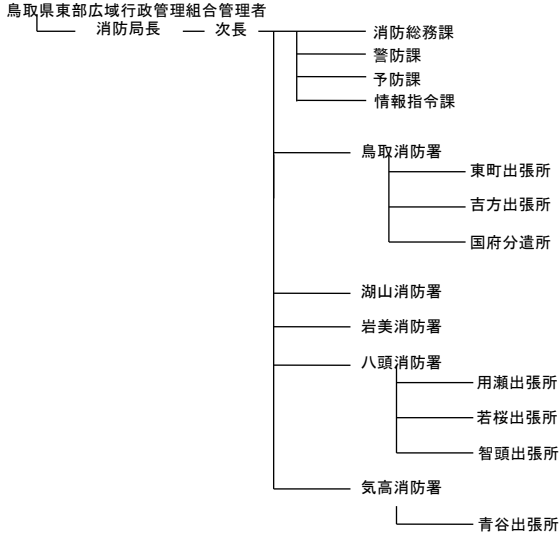 鳥取県東部広域行政管理組合管理者
消防局長 次長
消防総務課
警防課
予防課
情報指令課
鳥取消防署
東町出張所
吉方出張所
国府分遣所
湖山消防署
岩美消防署
八頭消防署
用瀬出張所
若桜出張所
智頭出張所
気高消防署
青谷出張所